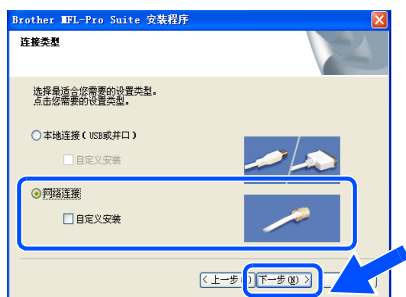 Brother MFL-Pro Suite 安装程序
连接类型
选择最适合您需要的设置类型。
点击您需要的设置类型。
本地连接( USB或并口 )
自定义安装
网络连接
自定义安装
< 上一步 下一步(N) >